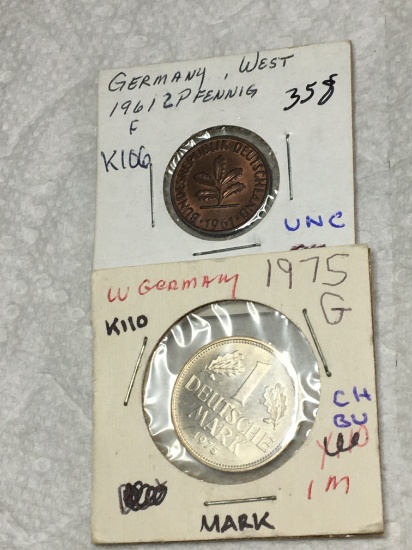 GERMANY, WEST
1961 2 PFENNIG
F
35¢
K106
BUNDESREPUBLIK DEUTSCHLAND
1961
UNC
W GERMANY
1975
G
K110
1
DEUTSCHE
MARK
1975
CH
BU
1 M
MARK